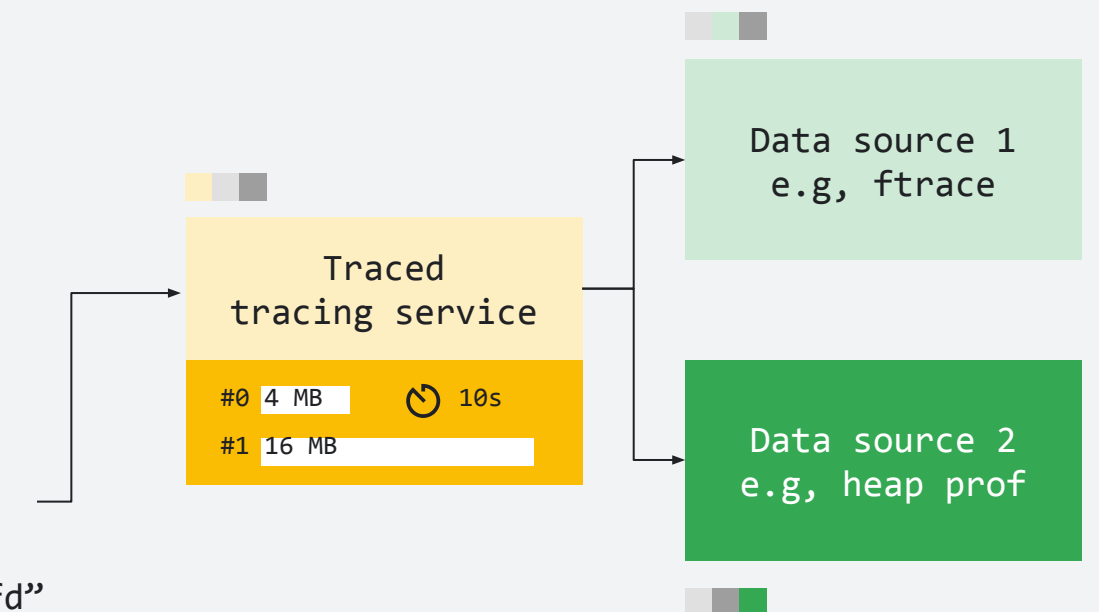 Data source 1
e.g, ftrace
Traced
tracing service
#0 4 MB 10s
#1 16 MB
Data source 2
e.g, heap prof
d”